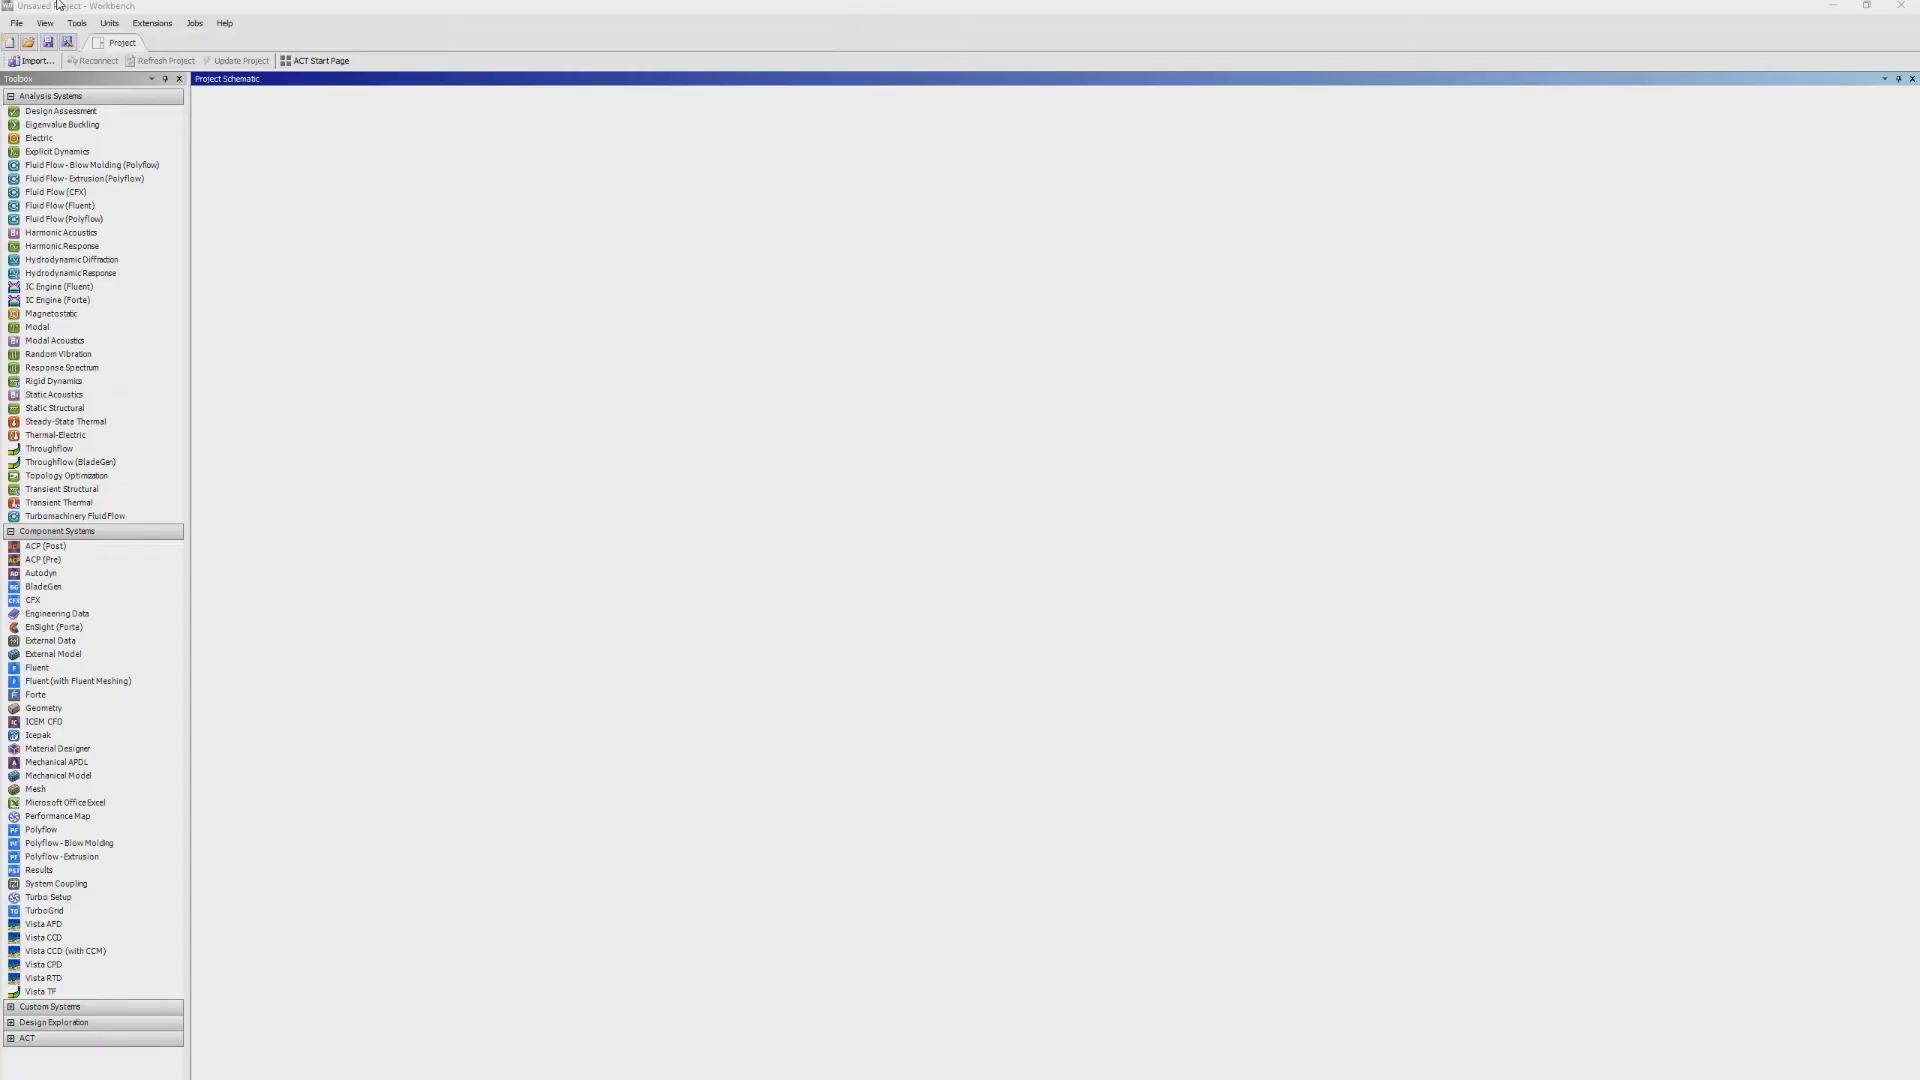 Unsaved Project - Workbench
File View Tools Units Extensions Jobs Help
Project
Import... Reconnect Refresh Project Update Project ACT Start Page
Toolbox
Project Schematic
Analysis Systems
Design Assessment
Eigenvalue Buckling
Electric
Explicit Dynamics
Fluid Flow - Blow Molding (Polyflow)
Fluid Flow - Extrusion (Polyflow)
Fluid Flow (CFX)
Fluid Flow (Fluent)
Fluid Flow (Polyflow)
Harmonic Acoustics
Harmonic Response
Hydrodynamic Diffraction
Hydrodynamic Response
IC Engine (Fluent)
IC Engine (Forte)
Magnetostatic
Modal
Modal Acoustics
Random Vibration
Response Spectrum
Rigid Dynamics
Static Acoustics
Static Structural
Steady-State Thermal
Thermal-Electric
Throughflow
Throughflow (BladeGen)
Topology Optimization
Transient Structural
Transient Thermal
Turbomachinery Fluid Flow
Component Systems
ACP (Post)
ACP (Pre)
Autodyn
BladeGen
CFX
Engineering Data
EnSight (Forte)
External Data
External Model
Fluent
Fluent (with Fluent Meshing)
Forte
Geometry
ICEM CFD
Icepak
Material Designer
Mechanical APDL
Mechanical Model
Mesh
Microsoft Office Excel
Performance Map
Polyflow
Polyflow - Blow Molding
Polyflow - Extrusion
Results
System Coupling
Turbo Setup
TurboGrid
Vista AFD
Vista CCD
Vista CCD (with CCM)
Vista CPD
Vista RTD
Vista TF
Custom Systems
Design Exploration
ACT